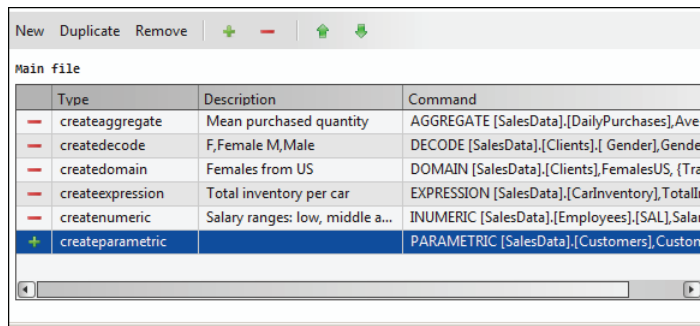 New Duplicate Remove
Main file
Type Description Command
createaggregate Mean purchased quantity AGGREGATE [SalesData].[DailyPurchases],Ave
createdecode F,Female M,Male DECODE [SalesData].[Clients].[ Gender],Gende
createdomain Females from US DOMAIN [SalesData].[Clients],FemalesUS, {Tra
createexpression Total inventory per car EXPRESSION [SalesData].[CarInventory],TotalIn
createnumeric Salary ranges: low, middle a... INUMERIC [SalesData].[Employees].[SAL],Salar
createparametric PARAMETRIC [SalesData].[Customers],Custom